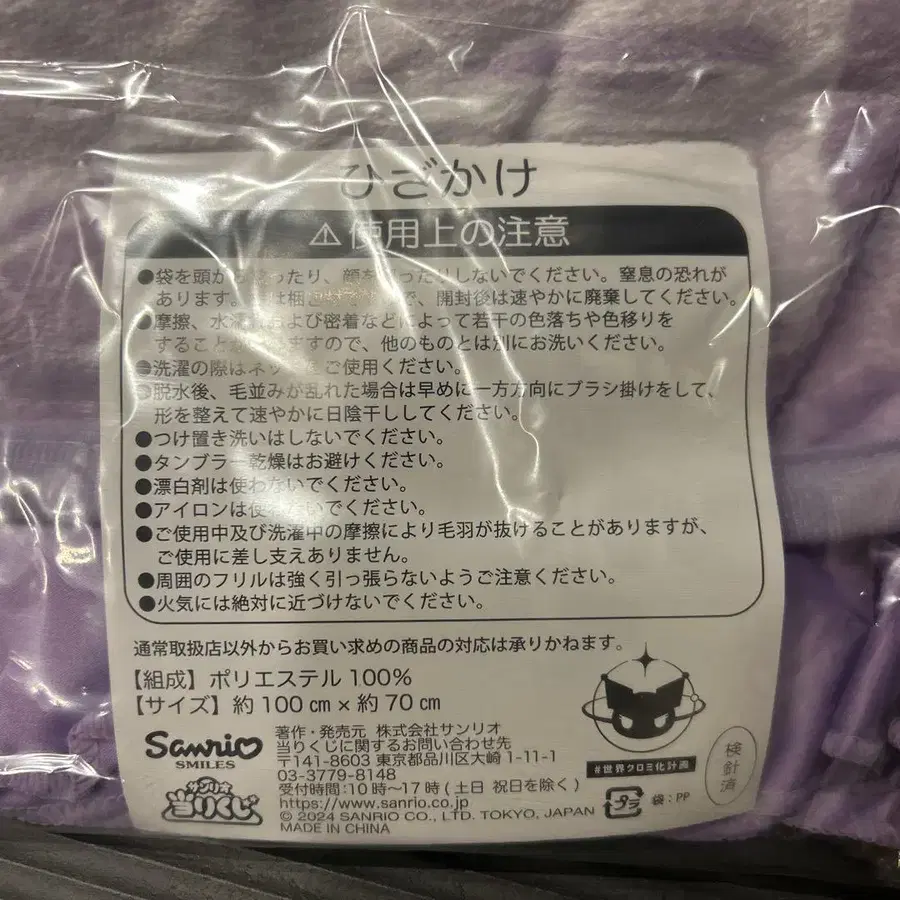 ひざかけ
⚠使用上の注意
●袋を頭から ったり、顔を ったりしないでください。窒息の恐れが
あります。 は梱 で、開封後は速やかに廃棄してください。
●摩擦、水濡れおよび密着などによって若干の色落ちや色移りを
することが ますので、他のものとは別にお洗いください。
●洗濯の際はネットをご使用ください。
●脱水後、毛並みが乱れた場合は早めに一方方向にブラシ掛けをして、
形を整えて速やかに日陰干ししてください。
●つけ置き洗いはしないでください。
●タンブラー乾燥はお避けください。
●漂白剤は使わないでください。
●アイロンは使わないでください。
●ご使用中及び洗濯中の摩擦により毛羽が抜けることがありますが、
ご使用に差し支えありません。
●周囲のフリルは強く引っ張らないようご注意ください。
●火気には絶対に近づけないでください。
通常取扱店以外からお買い求めの商品の対応は承りかねます。
【組成】ポリエステル 100%
【サイズ】約 100 cm × 約 70 cm
Sanrio
SMILES
サンリオ
当りくじ
著作・発売元 株式会社サンリオ
当りくじに関するお問い合わせ先
〒141-8603 東京都品川区大崎 1-11-1
03-3779-8148
受付時間:10時~17時(土日 祝日を除く)
https://www.sanrio.co.jp
© 2024 SANRIO CO., LTD. TOKYO, JAPAN
MADE IN CHINA
#世界クロミ化計画
プラ
袋:PP
検針済